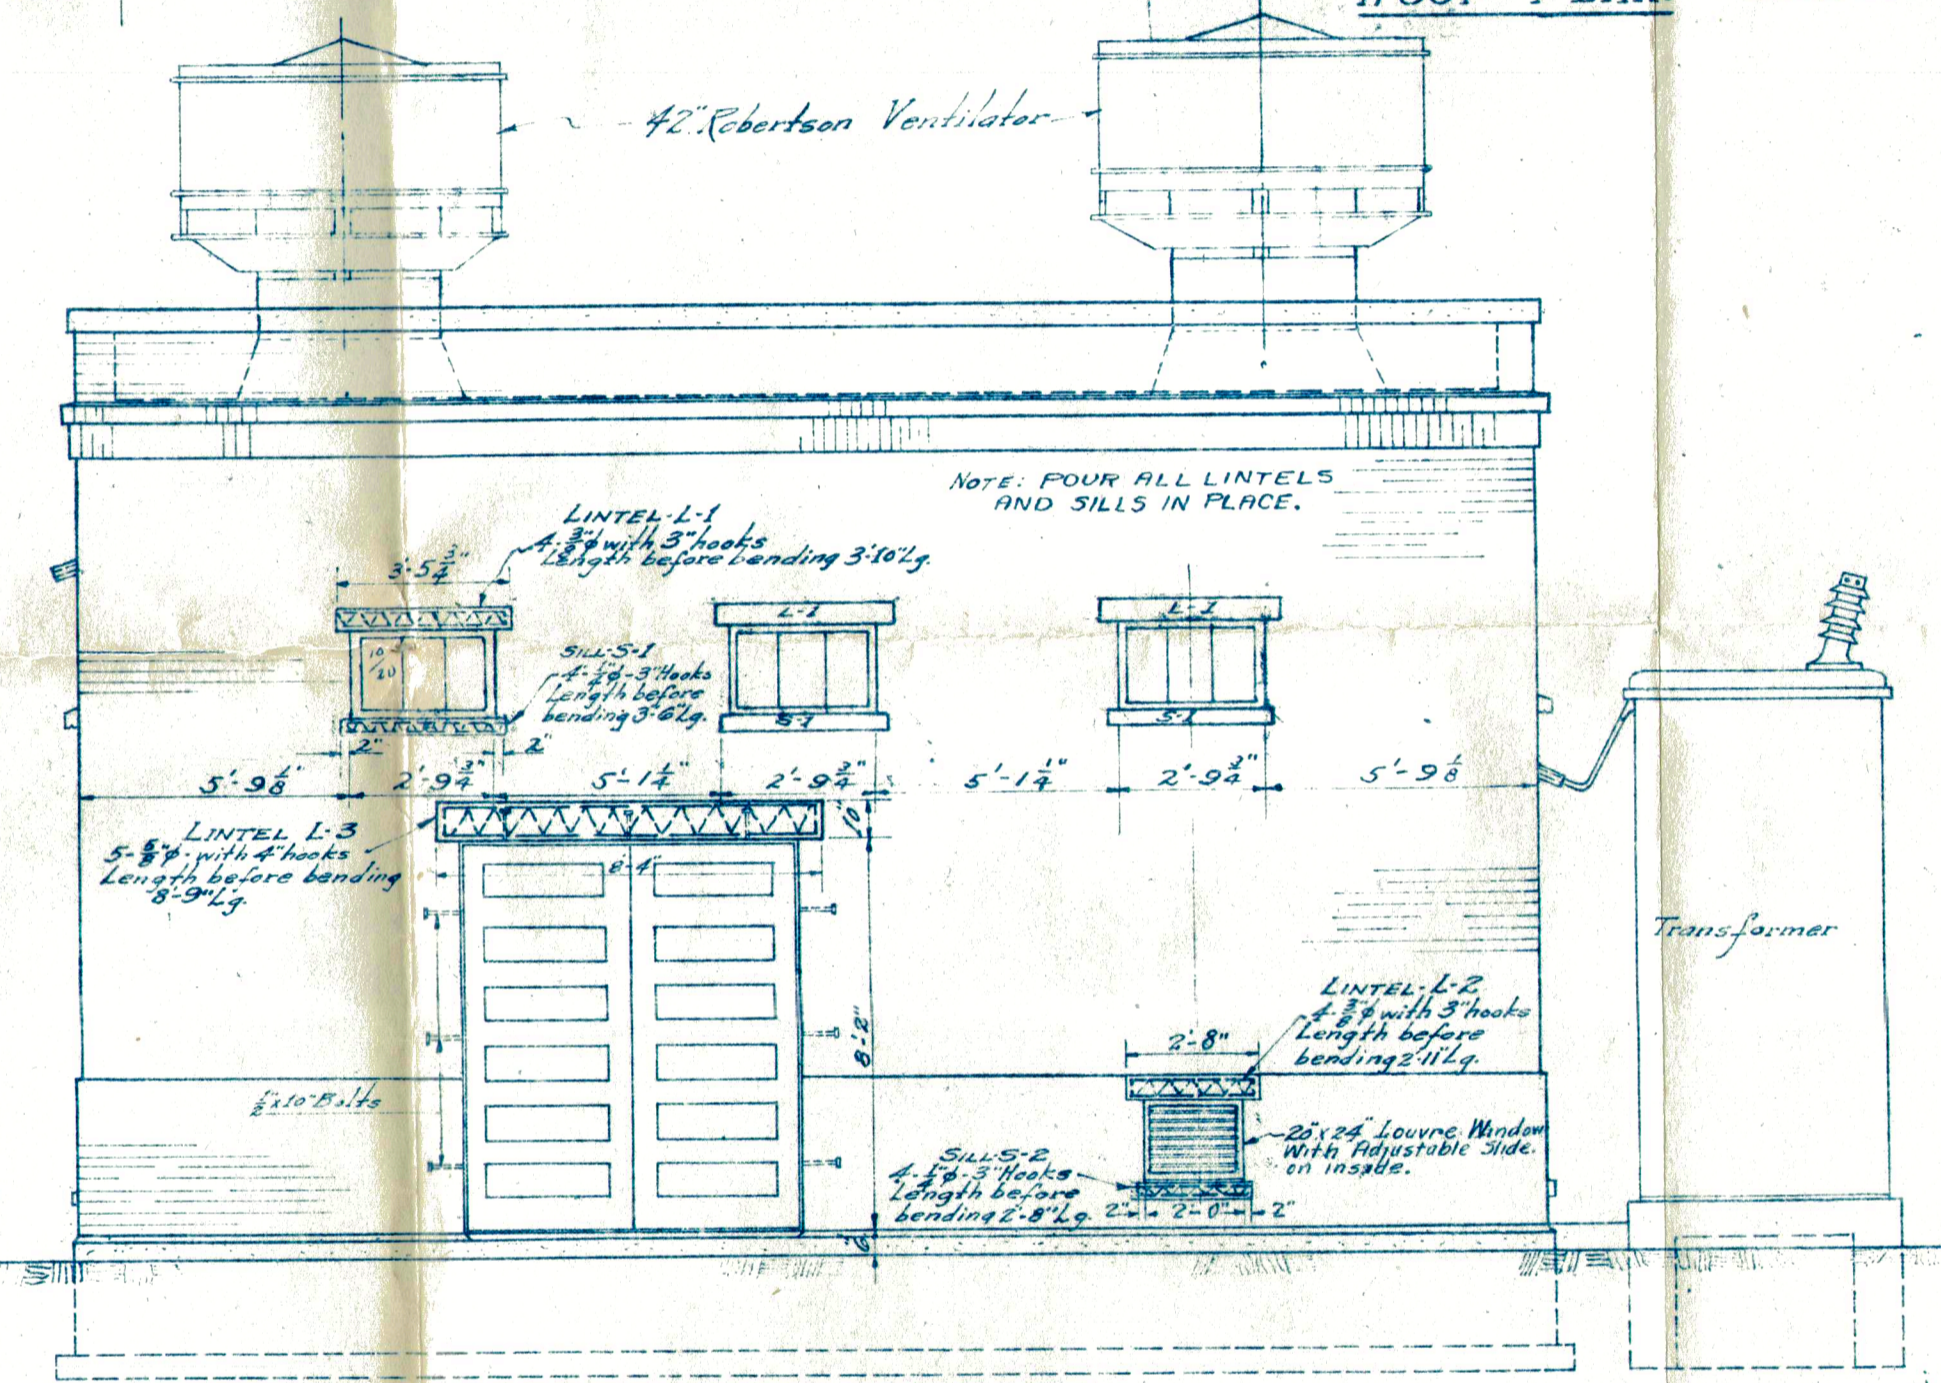 ROOF PLAN
42" Robertson Ventilator
NOTE: POUR ALL LINTELS
AND SILLS IN PLACE.
LINTEL-L-1
4-3/8"ϕ with 3" hooks
Length before bending 3'-10" Lg.
3'-5 3/4"
L-1
L-1
10/20
SILL-S-1
4-1/4"ϕ-3" Hooks
Length before
bending 3'-6" Lg.
S-1
S-1
2"
2"
5'-9 1/8"
2'-9 3/4"
5'-1 1/4"
2'-9 3/4"
5'-1 1/4"
2'-9 3/4"
5'-9 1/8
LINTEL L-3
5-5/8"ϕ-with 4" hooks
Length before bending
8'-9" Lg.
10"
8'-4"
Transformer
8'-2"
LINTEL-L-2
4-3/8"ϕ with 3" hooks
Length before
bending 2'-11" Lg.
2'-8"
1/2"x10" Bolts
20"x24" Louvre Window
With Adjustable Slide
on inside.
SILL-S-2
4-1/4"ϕ-3" Hooks
Length before
bending 2'-8" Lg.
2"
2'-0"
2"
6"